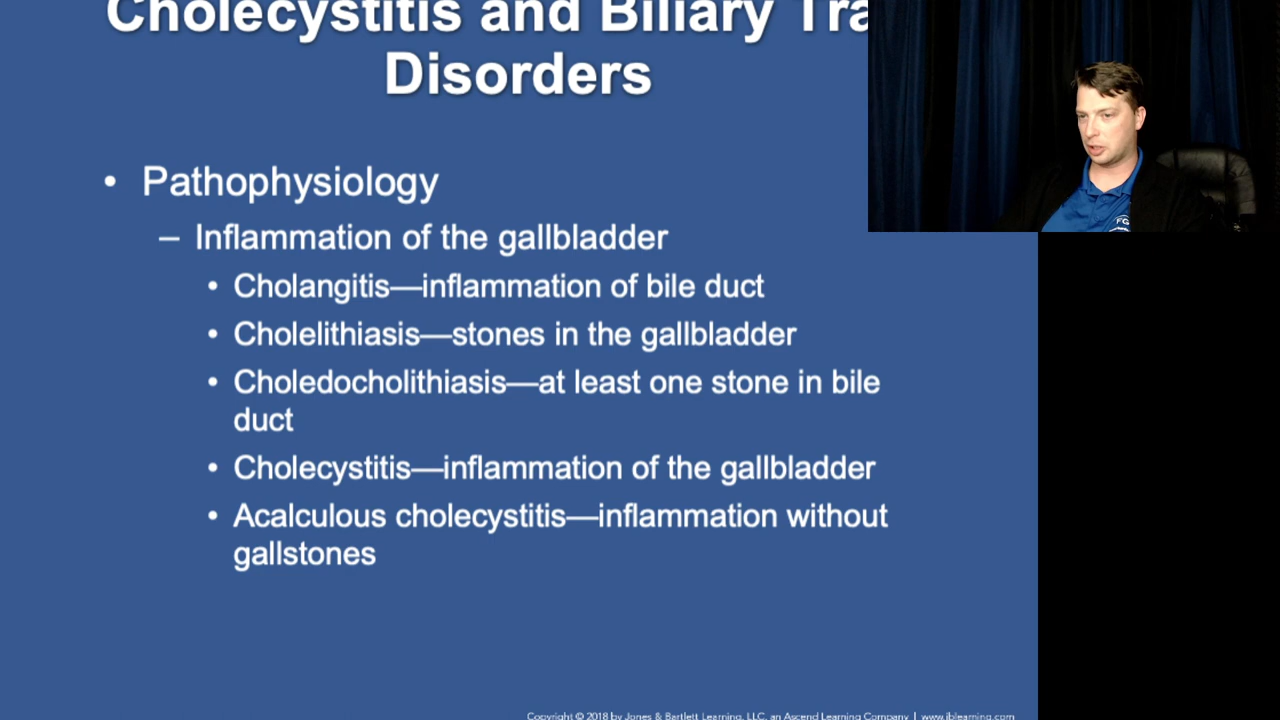 Cholecystitis and Biliary Tra
Disorders
• Pathophysiology
– Inflammation of the gallbladder
• Cholangitis—inflammation of bile duct
• Cholelithiasis—stones in the gallbladder
• Choledocholithiasis—at least one stone in bile
duct
• Cholecystitis—inflammation of the gallbladder
• Acalculous cholecystitis—inflammation without
gallstones
Copyright © 2018 by Jones & Bartlett Learning, LLC, an Ascend Learning Company | www.jblearning.com